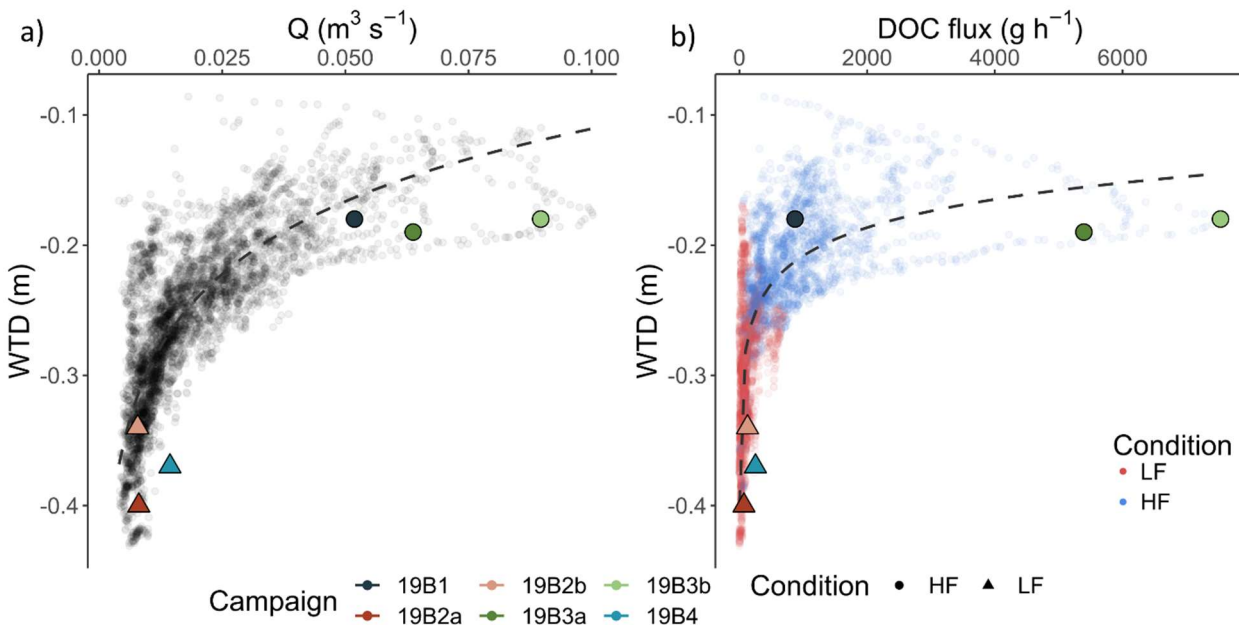 a)
Q (m³ s⁻¹)
0.000 0.025 0.050 0.075 0.100
WTD (m)
-0.1
-0.2
-0.3
-0.4
b)
DOC flux (g h⁻¹)
0 2000 4000 6000
WTD (m)
-0.1
-0.2
-0.3
-0.4
Condition
LF
HF
Campaign
19B1 19B2b 19B3b
19B2a 19B3a 19B4
Condition HF LF